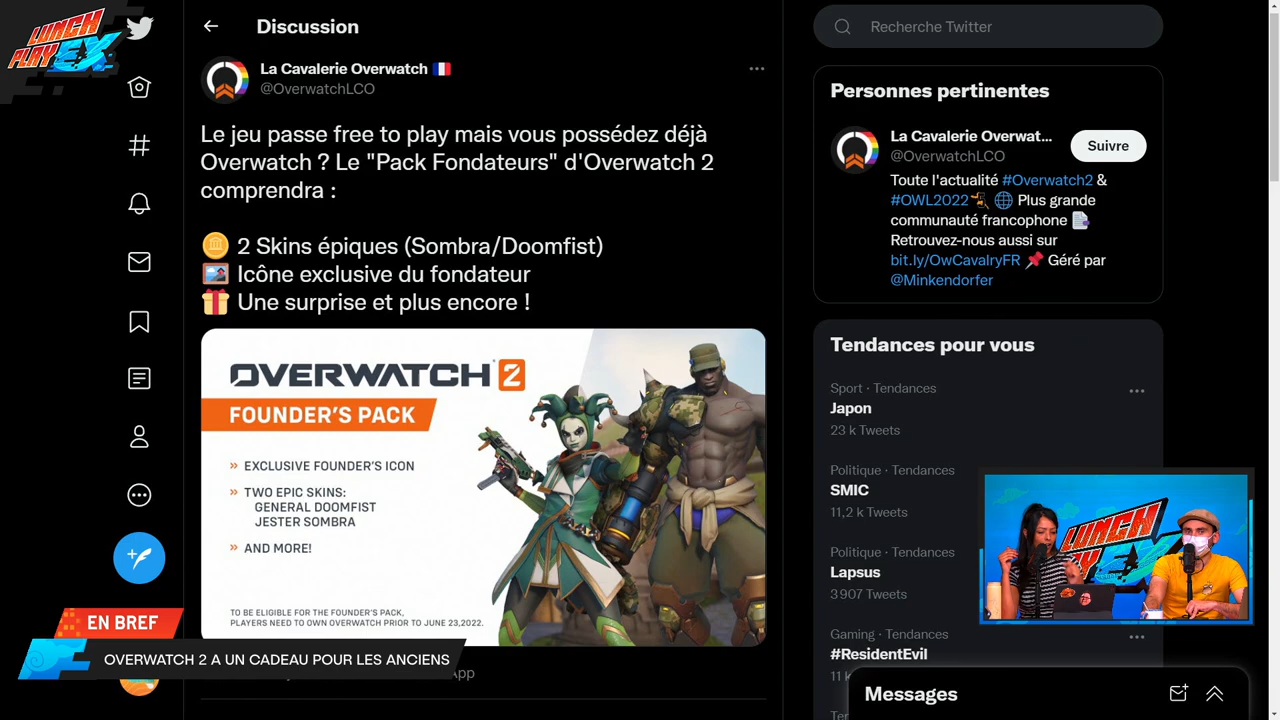 LUNCH
PLAY EX
Discussion
La Cavalerie Overwatch
@OverwatchLCO
Le jeu passe free to play mais vous possédez déjà
Overwatch ? Le "Pack Fondateurs" d'Overwatch 2
comprendra :
2 Skins épiques (Sombra/Doomfist)
Icône exclusive du fondateur
Une surprise et plus encore !
OVERWATCH 2
FOUNDER'S PACK
» EXCLUSIVE FOUNDER'S ICON
» TWO EPIC SKINS:
GENERAL DOOMFIST
JESTER SOMBRA
» AND MORE!
TO BE ELIGIBLE FOR THE FOUNDER'S PACK,
PLAYERS NEED TO OWN OVERWATCH PRIOR TO JUNE 23,2022.
App
EN BREF
OVERWATCH 2 A UN CADEAU POUR LES ANCIENS
Recherche Twitter
Personnes pertinentes
La Cavalerie Overwat...
@OverwatchLCO
Suivre
Toute l'actualité #Overwatch2 &
#OWL2022 Plus grande
communauté francophone
Retrouvez-nous aussi sur
bit.ly/OwCavalryFR Géré par
@Minkendorfer
Tendances pour vous
Sport · Tendances
Japon
23 k Tweets
Politique · Tendances
SMIC
11,2 k Tweets
Politique · Tendances
Lapsus
3 907 Tweets
Gaming · Tendances
#ResidentEvil
11 k
LUNCH
PLAY EX
Messages